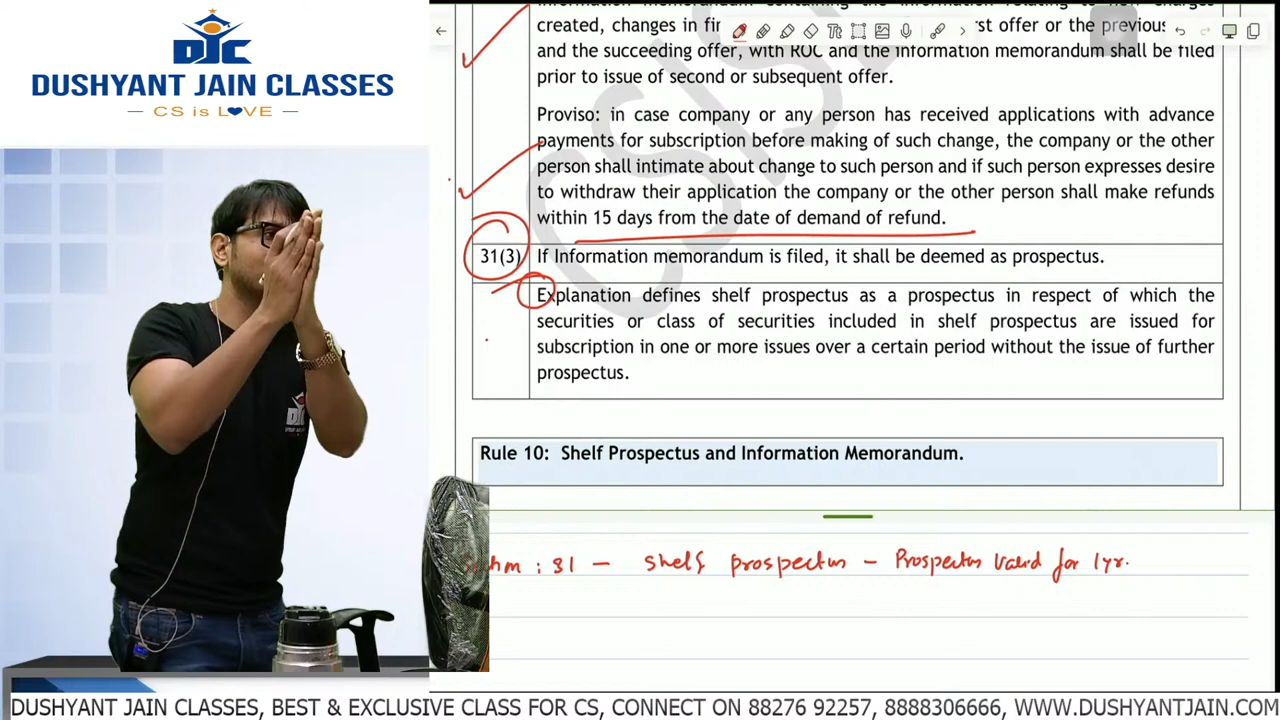 DJC
DUSHYANT JAIN CLASSES
CS is LOVE
created, changes in
rst offer or the previous
and the succeeding offer, with ROC and the information memorandum shall be filed
prior to issue of second or subsequent offer.
Proviso: in case company or any person has received applications with advance
payments for subscription before making of such change, the company or the other
person shall intimate about change to such person and if such person expresses desire
to withdraw their application the company or the other person shall make refunds
within 15 days from the date of demand of refund.
31(3) If Information memorandum is filed, it shall be deemed as prospectus.
Explanation defines shelf prospectus as a prospectus in respect of which the
securities or class of securities included in shelf prospectus are issued for
subscription in one or more issues over a certain period without the issue of further
prospectus.
Rule 10: Shelf Prospectus and Information Memorandum.
: 31 – shelf prospectus – Prospectus valid for 1yr.
DUSHYANT JAIN CLASSES, BEST & EXCLUSIVE CLASS FOR CS, CONNECT ON 88276 92257, 8888306666, WWW.DUSHYANTJAIN.COM